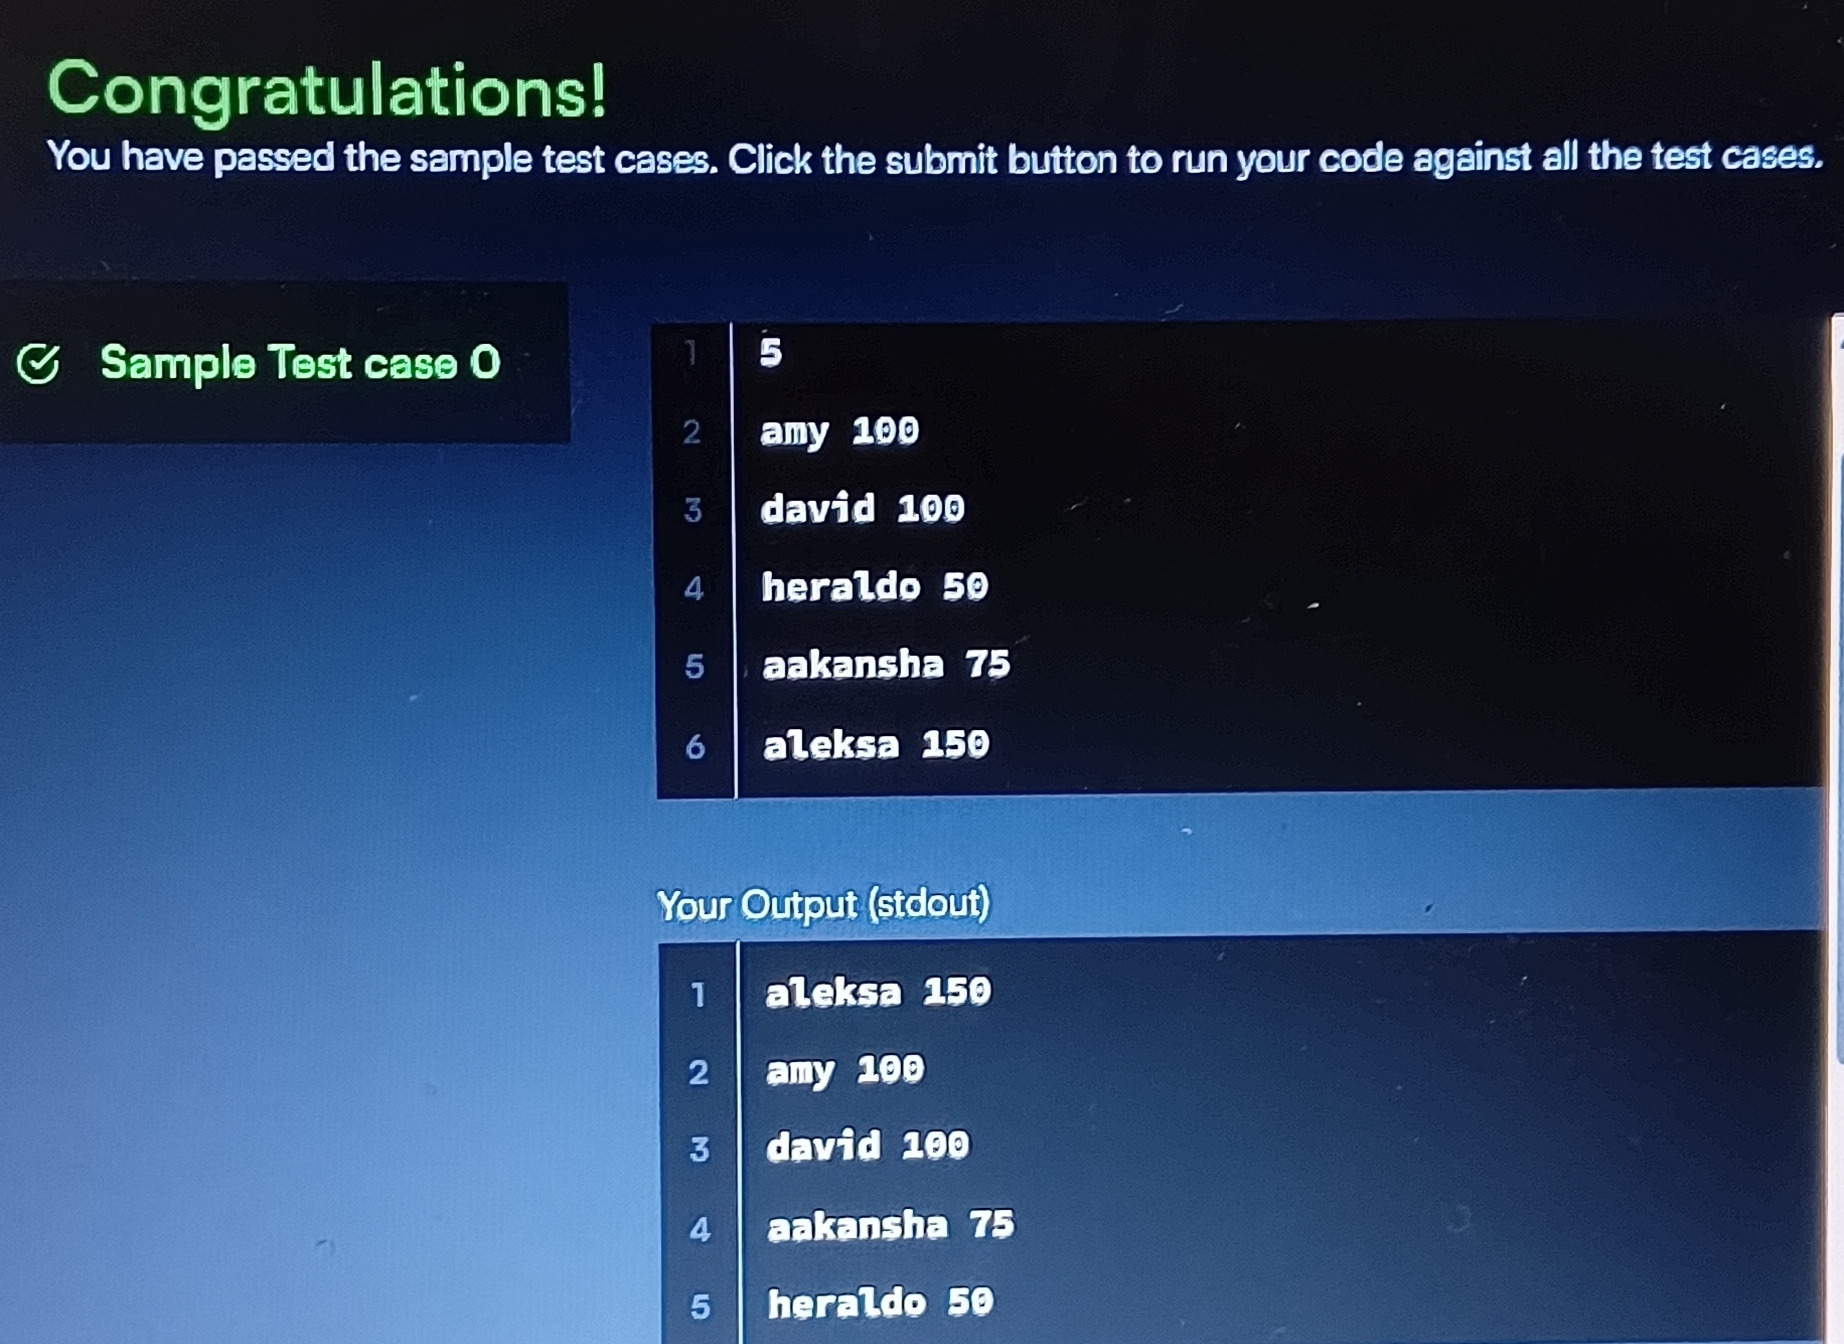 Congratulations!
You have passed the sample test cases. Click the submit button to run your code against all the test cases.
Sample Test case 0
1 5
2 amy 100
3 david 100
4 heraldo 50
5 aakansha 75
6 aleksa 150
Your Output (stdout)
1 aleksa 150
2 amy 100
3 david 100
4 aakansha 75
5 heraldo 50